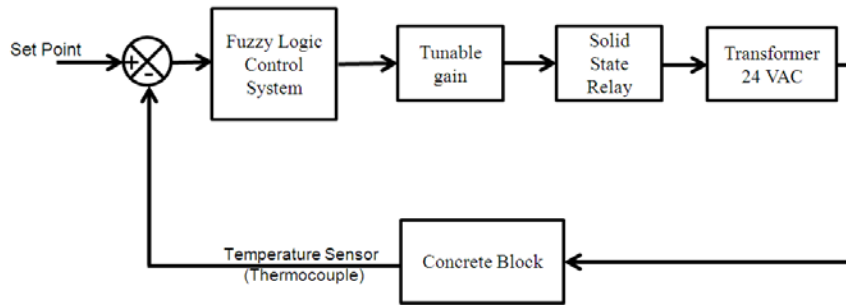 Set Point
+
-
Fuzzy Logic
Control
System
Tunable
gain
Solid
State
Relay
Transformer
24 VAC
Temperature Sensor
(Thermocouple)
Concrete Block